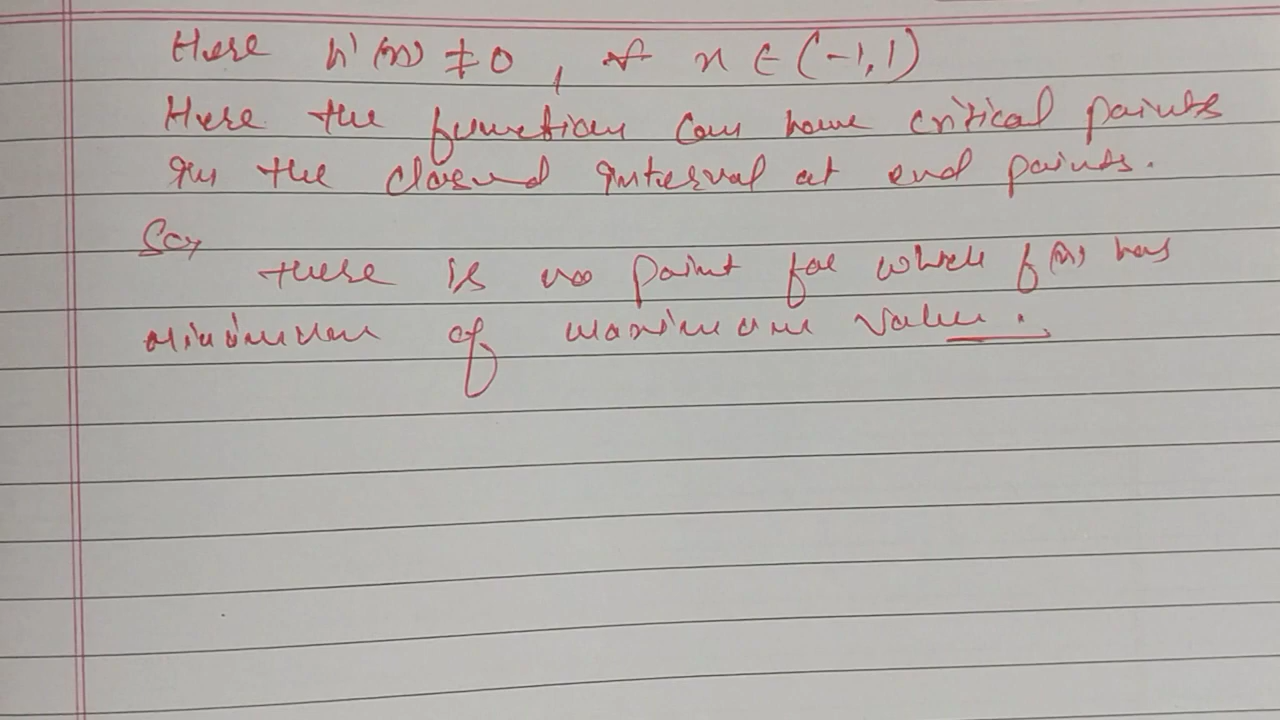 Here h'(x) ≠ 0, if x ∈ (-1,1)
Here the function can have critical points
in the closed interval at end points.
So,
there is no point for which f(x) has
minimum of maximum value.